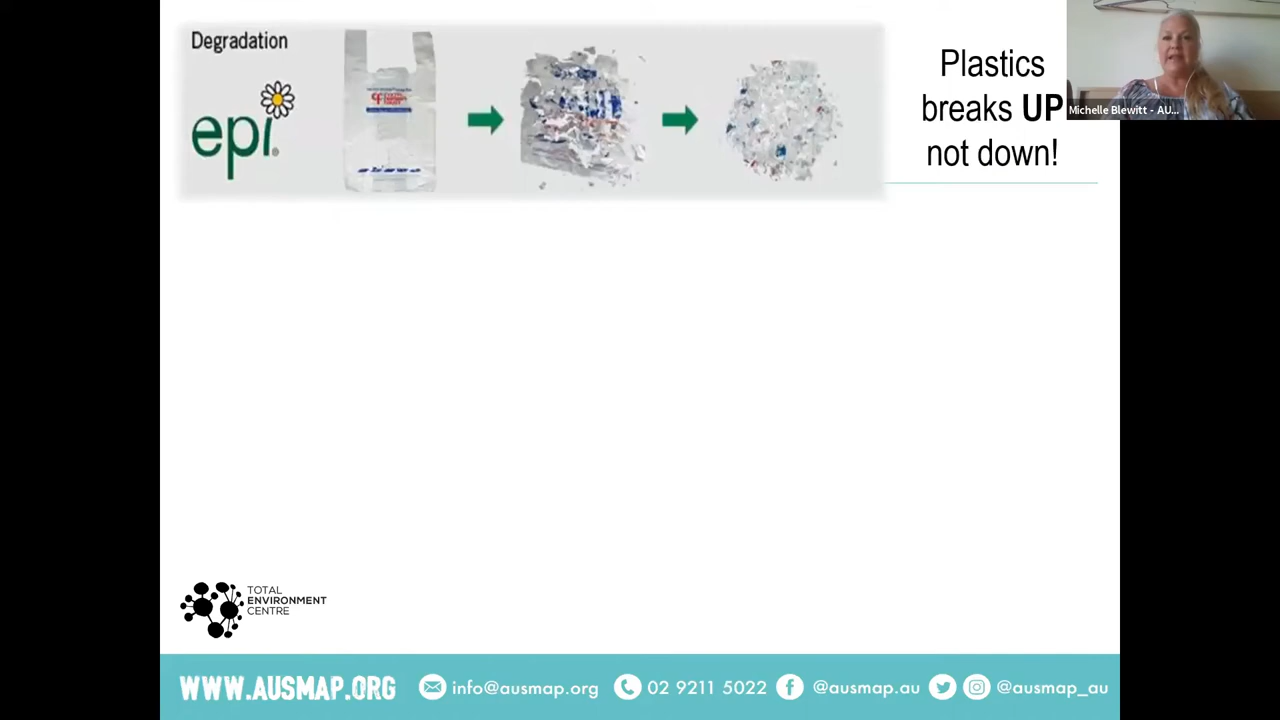 Degradation
epi
Plastics
breaks UP
not down!
Michelle Blewitt - AU...
TOTAL
ENVIRONMENT
CENTRE
WWW.AUSMAP.ORG info@ausmap.org 02 9211 5022 @ausmap.au @ausmap_au